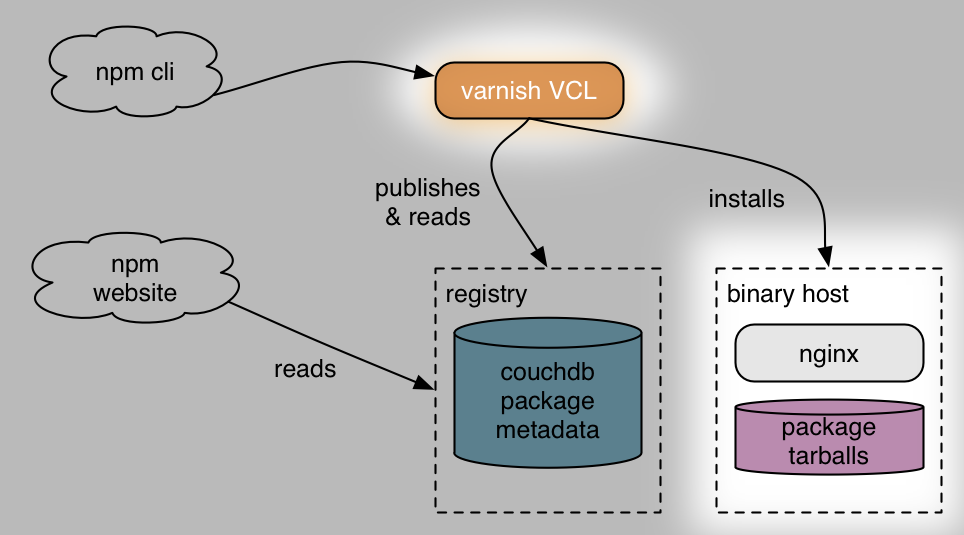 npm cli
varnish VCL
publishes
& reads
installs
npm
website
reads
registry
couchdb
package
metadata
binary host
nginx
package
tarballs